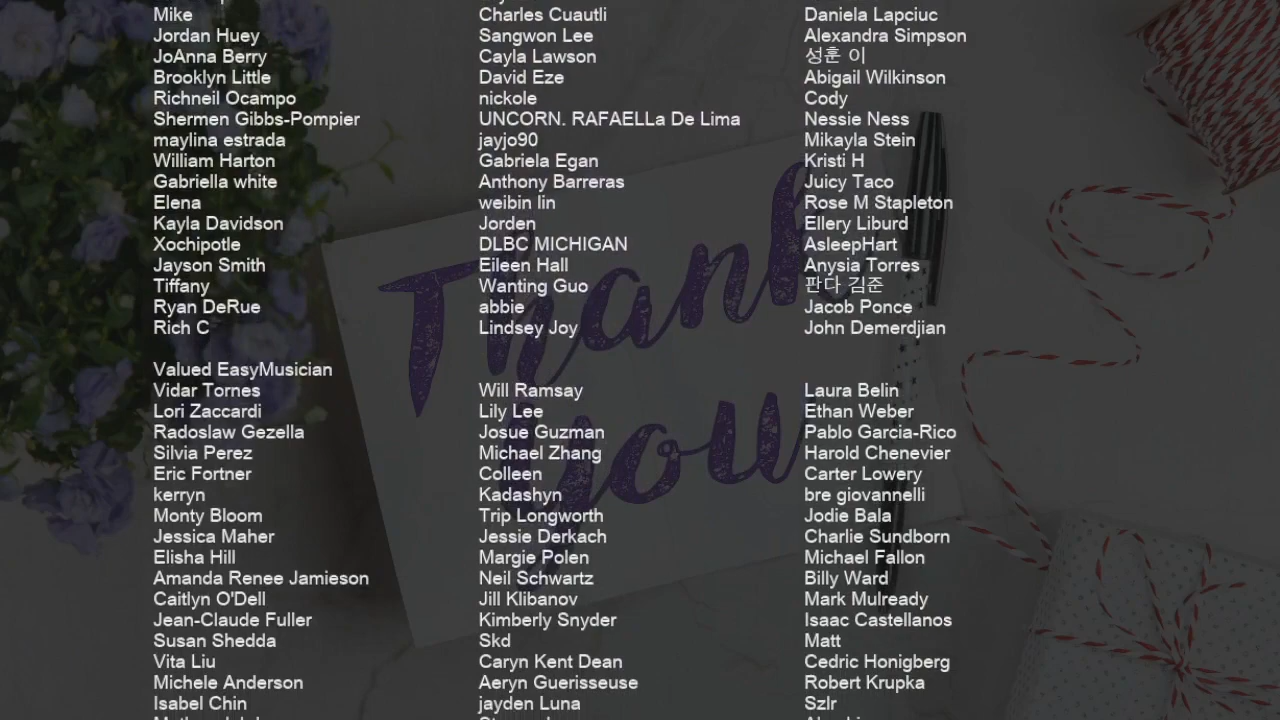 Mike Charles Cuautli Daniela Lapciuc
Jordan Huey Sangwon Lee Alexandra Simpson
JoAnna Berry Cayla Lawson 성훈 이
Brooklyn Little David Eze Abigail Wilkinson
Richneil Ocampo nickole Cody
Shermen Gibbs-Pompier UNCORN. RAFAELLa De Lima Nessie Ness
maylina estrada jayjo90 Mikayla Stein
William Harton Gabriela Egan Kristi H
Gabriella white Anthony Barreras Juicy Taco
Elena weibin lin Rose M Stapleton
Kayla Davidson Jorden Ellery Liburd
Xochipotle DLBC MICHIGAN AsleepHart
Jayson Smith Eileen Hall Anysia Torres
Tiffany Wanting Guo 판다 김준
Ryan DeRue abbie Jacob Ponce
Rich C Lindsey Joy John Demerdjian
Valued EasyMusician
Vidar Tornes Will Ramsay Laura Belin
Lori Zaccardi Lily Lee Ethan Weber
Radoslaw Gezella Josue Guzman Pablo Garcia-Rico
Silvia Perez Michael Zhang Harold Chenevier
Eric Fortner Colleen Carter Lowery
kerryn Kadashyn bre giovannelli
Monty Bloom Trip Longworth Jodie Bala
Jessica Maher Jessie Derkach Charlie Sundborn
Elisha Hill Margie Polen Michael Fallon
Amanda Renee Jamieson Neil Schwartz Billy Ward
Caitlyn O'Dell Jill Klibanov Mark Mulready
Jean-Claude Fuller Kimberly Snyder Isaac Castellanos
Susan Shedda Skd Matt
Vita Liu Caryn Kent Dean Cedric Honigberg
Michele Anderson Aeryn Guerisseuse Robert Krupka
Isabel Chin jayden Luna Szlr
Thank
you